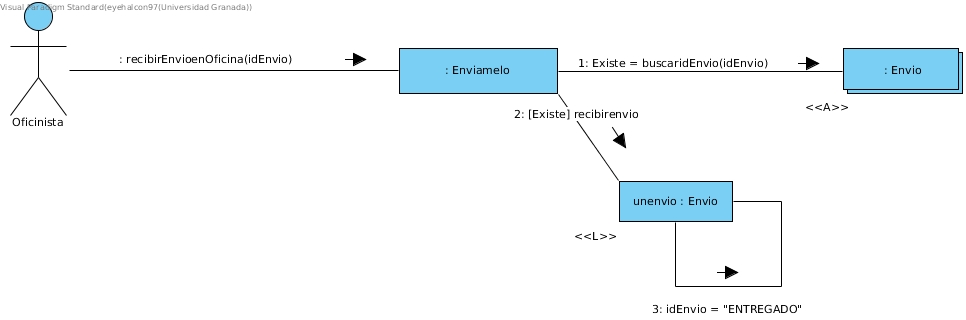 Visual Paradigm Standard(eyehalcon97(Universidad Granada))
: recibirEnvioenOficina(idEnvio)
: Enviamelo
1: Existe = buscaridEnvio(idEnvio)
: Envio
<<A>>
Oficinista
2: [Existe] recibirenvio
unenvio : Envio
<<L>>
3: idEnvio = "ENTREGADO"